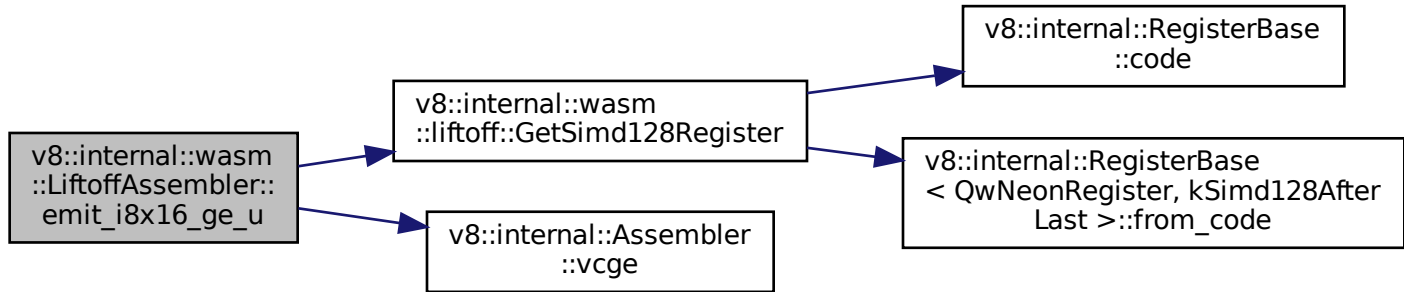 v8::internal::wasm
::LiftoffAssembler::
emit_i8x16_ge_u
v8::internal::wasm
::liftoff::GetSimd128Register
v8::internal::Assembler
::vcge
v8::internal::RegisterBase
::code
v8::internal::RegisterBase
< QwNeonRegister, kSimd128After
Last >::from_code